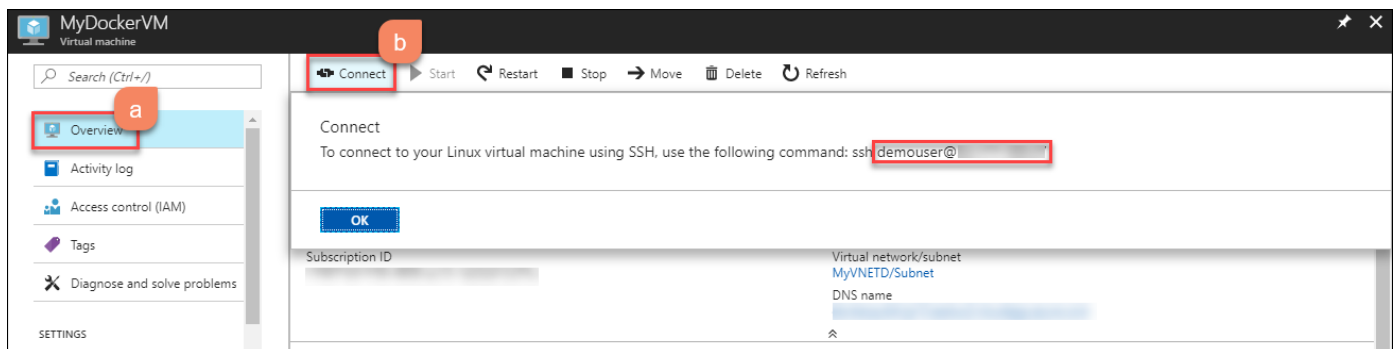 MyDockerVM
Virtual machine
b
Search (Ctrl+/)
Connect
Start
Restart
Stop
Move
Delete
Refresh
a
Overview
Activity log
Access control (IAM)
Tags
Diagnose and solve problems
SETTINGS
Connect
To connect to your Linux virtual machine using SSH, use the following command: ssh demouser@
OK
Subscription ID
Virtual network/subnet
MyVNETD/Subnet
DNS name